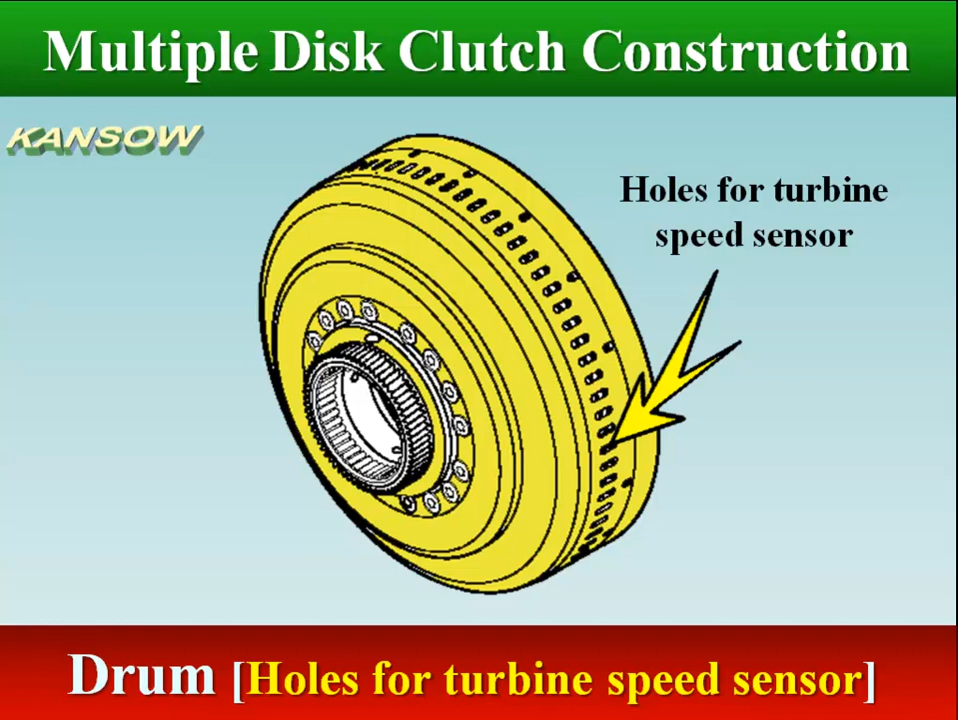 Multiple Disk Clutch Construction
KANSOW
Holes for turbine
speed sensor
Drum [Holes for turbine speed sensor]